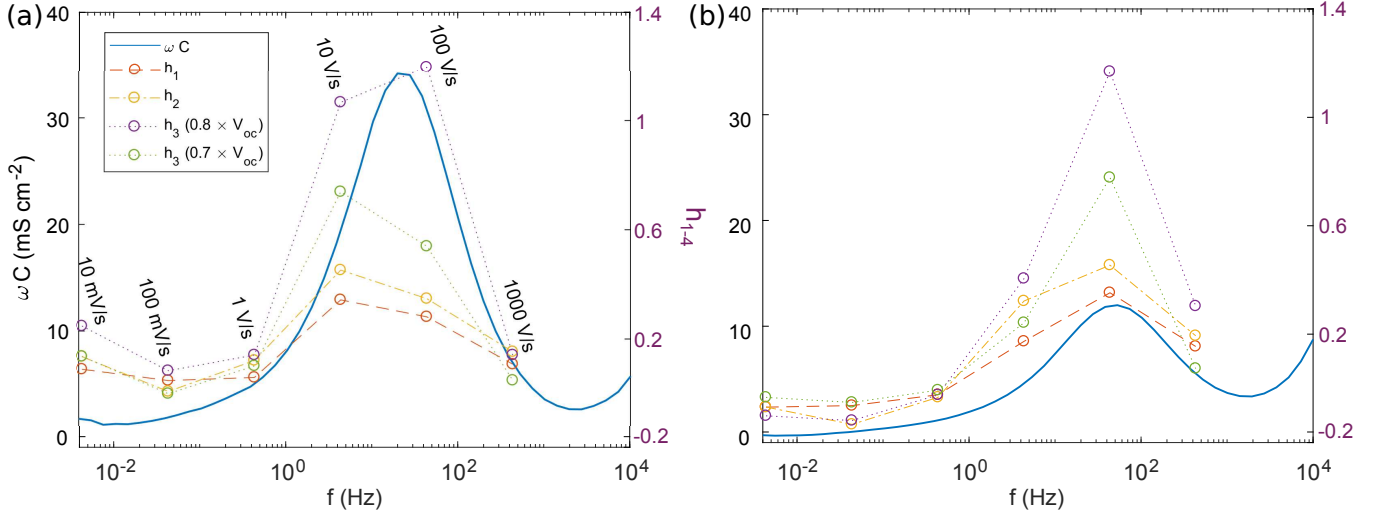 (a)
40
30
20
10
0
ω C (mS cm⁻²)
ω C
h₁
h₂
h₃ (0.8 × Vₒc)
h₃ (0.7 × Vₒc)
10 mV/s
100 mV/s
1 V/s
10 V/s
100 V/s
1000 V/s
1.4
1
0.6
0.2
-0.2
h₁₋₄
10⁻²
10⁰
10²
10⁴
f (Hz)
(b)
40
30
20
10
0
1.4
1
0.6
0.2
-0.2
10⁻²
10⁰
10²
10⁴
f (Hz)